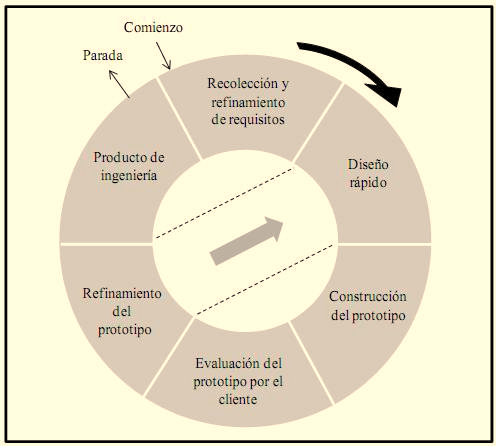 Comienzo
Parada
Recolección y
refinamiento
de requisitos
Diseño
rápido
Construcción
del prototipo
Evaluación del
prototipo por el
cliente
Refinamiento
del
prototipo
Producto de
ingeniería